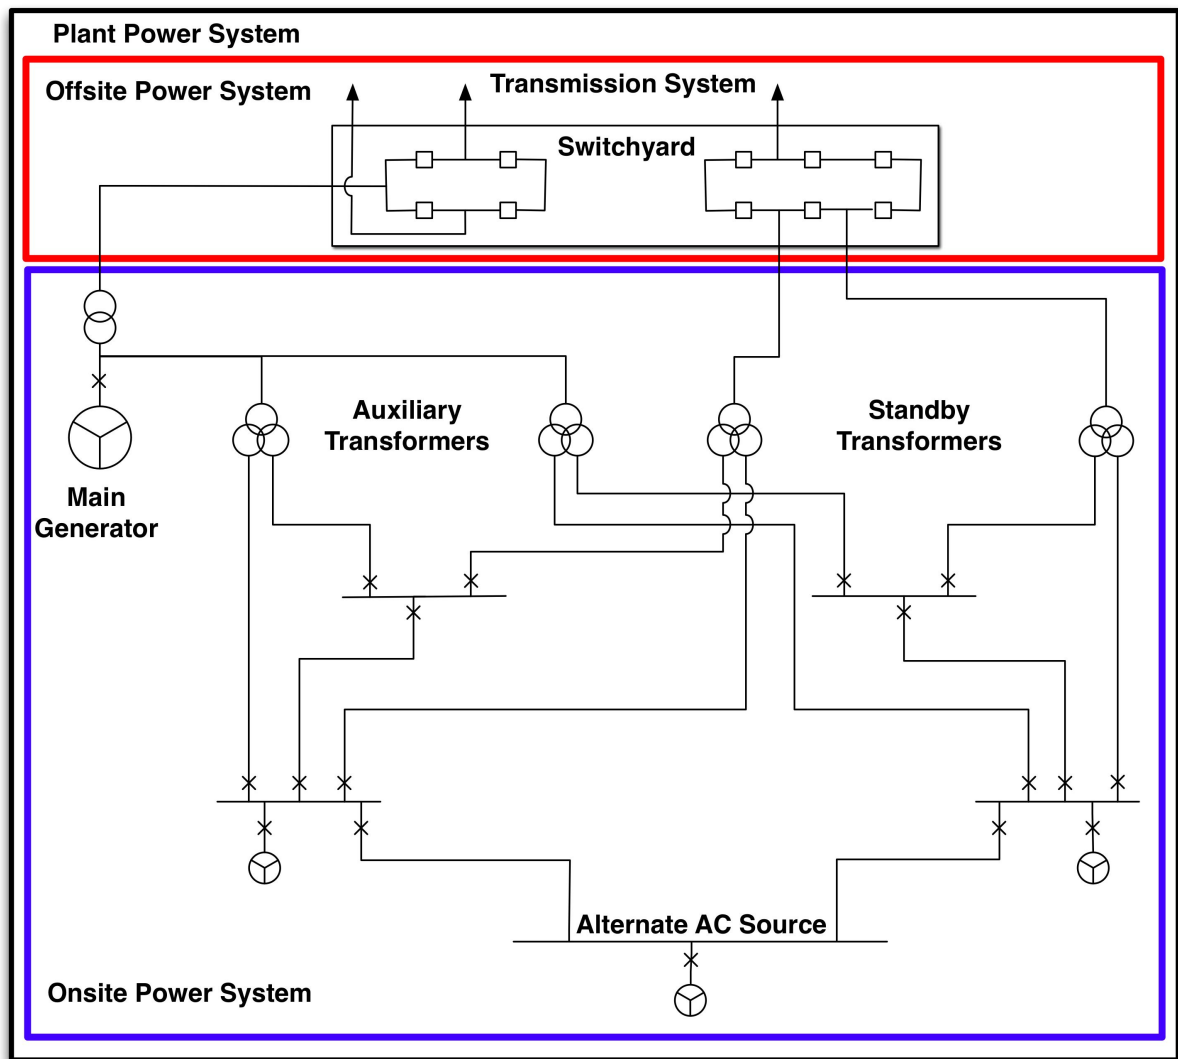 Plant Power System
Offsite Power System
Transmission System
Switchyard
Auxiliary
Transformers
Standby
Transformers
Main
Generator
Alternate AC Source
Onsite Power System